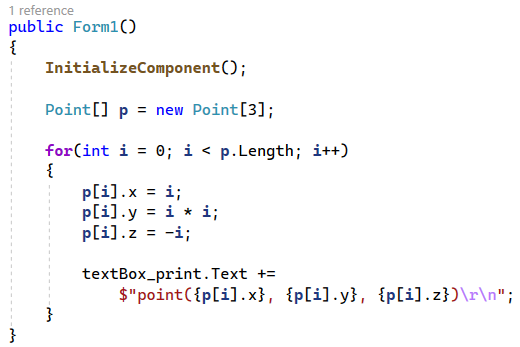 1 reference
public Form1()
{
InitializeComponent();
Point[] p = new Point[3];
for(int i = 0; i < p.Length; i++)
{
p[i].x = i;
p[i].y = i * i;
p[i].z = -i;
textBox_print.Text +=
$"point({p[i].x}, {p[i].y}, {p[i].z})\r\n";
}
}